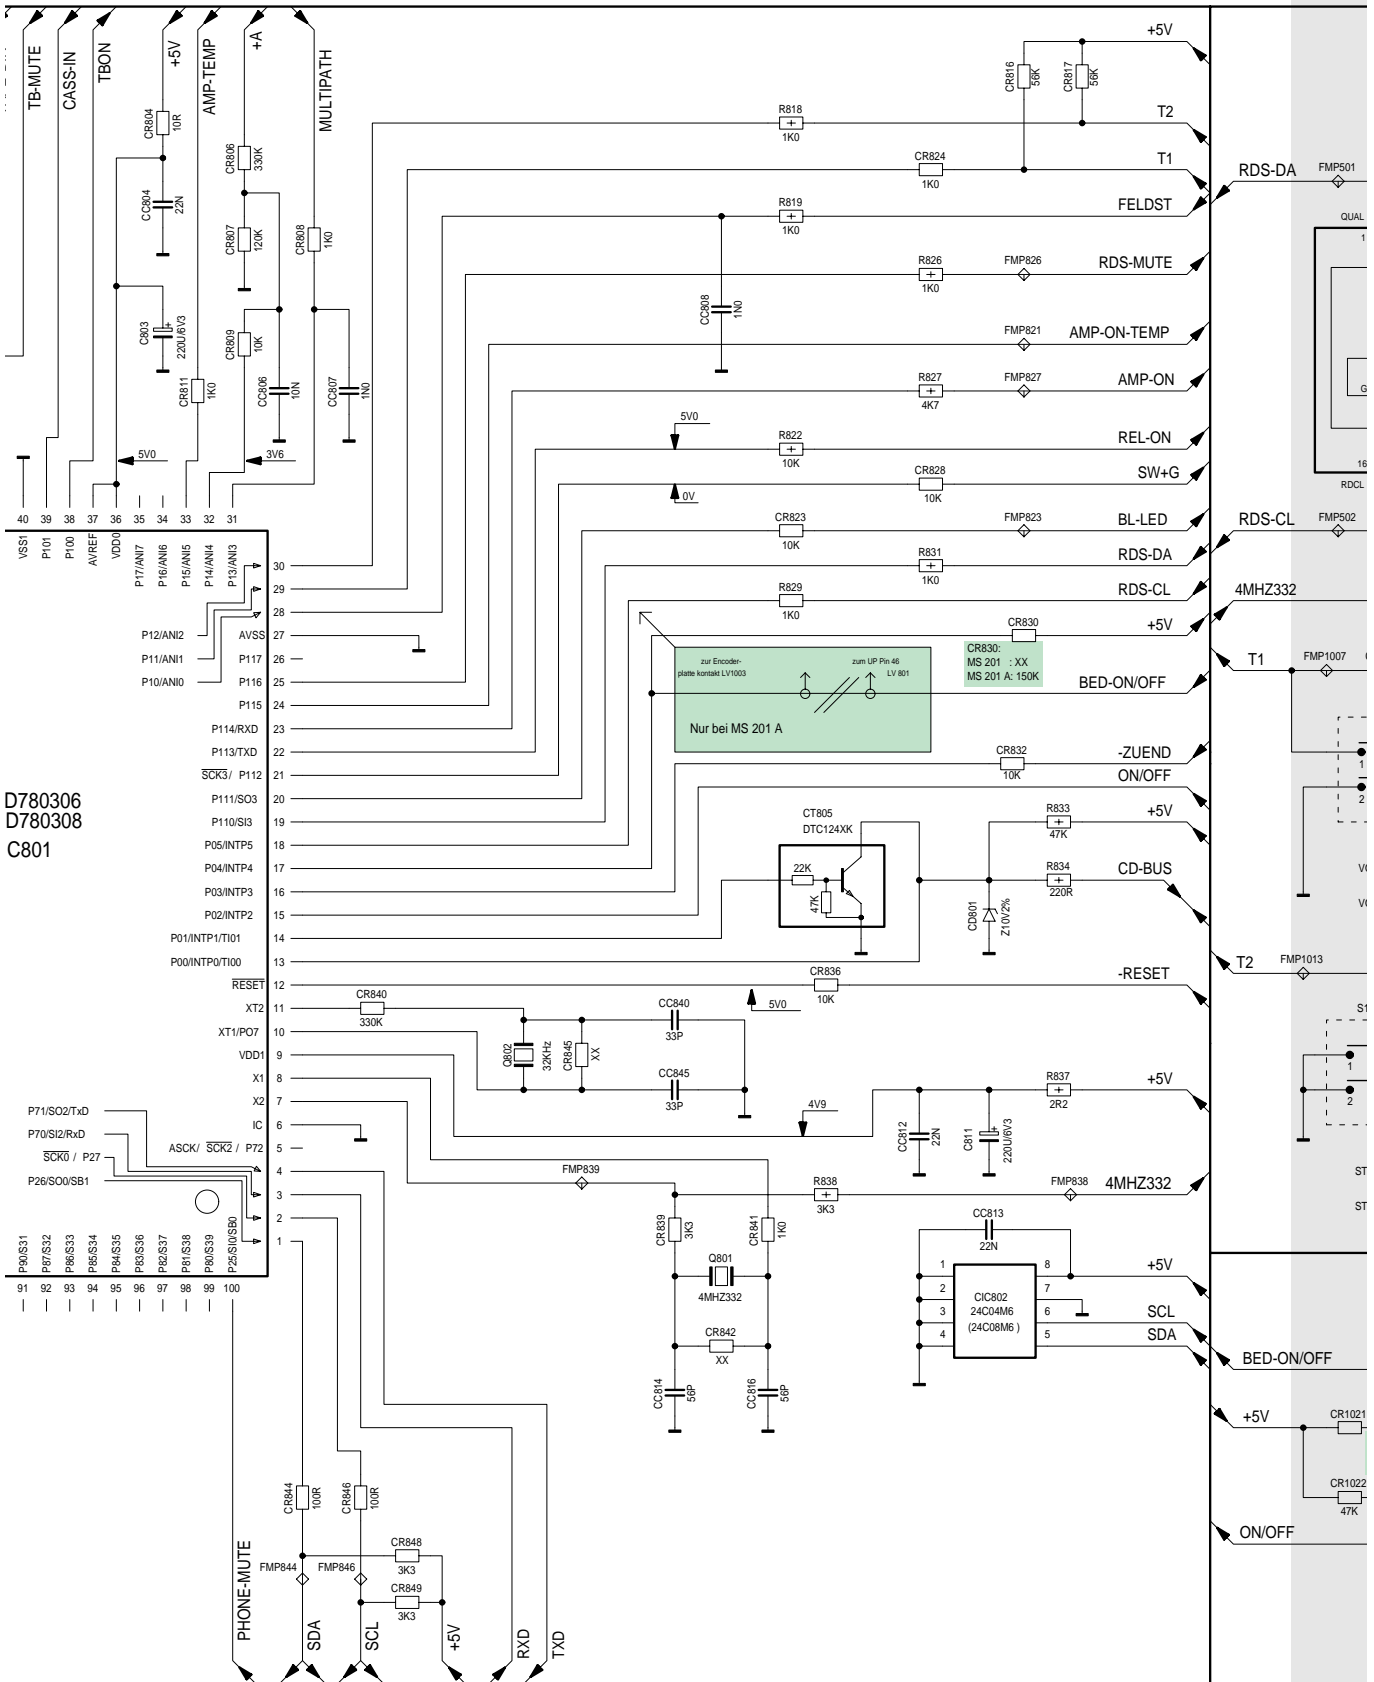 TB-MUTE
CASS-IN
TBON
+5V
AMP-TEMP
+A
MULTIPATH
CR804
10R
CC804
22N
C803
220U/6V3
+
CR806
330K
CR807
120K
CR808
1K0
CR809
10K
CR811
1K0
CC806
10N
CC807
1N0
5V0
3V6
CR816
56K
CR817
56K
+5V
R818
1K0
T2
CR824
1K0
T1
R819
1K0
FELDST
CC808
1N0
R826
1K0
FMP826
RDS-MUTE
FMP821
AMP-ON-TEMP
R827
4K7
FMP827
AMP-ON
5V0
R822
10K
REL-ON
0V
CR828
10K
SW+G
CR823
10K
FMP823
BL-LED
R831
1K0
RDS-DA
R829
1K0
RDS-CL
CR830
+5V
CR830:
MS 201 : XX
MS 201 A: 150K
zur Encoder-
platte kontakt LV1003
zum UP Pin 46
LV 801
Nur bei MS 201 A
BED-ON/OFF
CR832
10K
-ZUEND
ON/OFF
CT805
DTC124XK
22K
47K
R833
47K
+5V
R834
220R
CD-BUS
CD801
Z10V2%
CR836
10K
-RESET
5V0
CR840
330K
Q802
32KHz
CR845
XX
CC840
33P
CC845
33P
4V9
CC812
22N
C811
220U/6V3
+
R837
2R2
+5V
FMP839
R838
3K3
FMP838
4MHZ332
CR839
3K3
CR841
1K0
Q801
4MHZ332
CR842
XX
CC814
56P
CC816
56P
CC813
22N
CIC802
24C04M6
(24C08M6 )
1 8
2 7
3 6
4 5
+5V
SCL
SDA
40 39 38 37 36 35 34 33 32 31
VSS1
P101
P100
AVREF
VDD0
P17/ANI7
P16/ANI6
P15/ANI5
P14/ANI4
P13/ANI3
30
29
28
P12/ANI2
AVSS 27
P11/ANI1
P117 26
P10/ANI0
P116 25
P115 24
P114/RXD 23
P113/TXD 22
SCK3/ P112 21
P111/SO3 20
P110/SI3 19
P05/INTP5 18
P04/INTP4 17
P03/INTP3 16
P02/INTP2 15
P01/INTP1/TI01 14
P00/INTP0/TI00 13
RESET 12
XT2 11
XT1/PO7 10
VDD1 9
X1 8
X2 7
IC 6
ASCK/ SCK2 / P72 5
4
3
2
1
P71/SO2/TxD
P70/SI2/RxD
SCK0 / P27
P26/SO0/SB1
D780306
D780308
C801
P90/S31
P87/S32
P86/S33
P85/S34
P84/S35
P83/S36
P82/S37
P81/S38
P80/S39
P25/SI0/SB0
91 92 93 94 95 96 97 98 99 100
CR844
100R
CR846
100R
FMP844
FMP846
CR848
3K3
CR849
3K3
PHONE-MUTE
SDA
SCL
+5V
RXD
TXD
RDS-DA
FMP501
QUAL
1
G
16
RDCL
RDS-CL
FMP502
4MHZ332
T1
FMP1007
1
2
T2
FMP1013
S1
1
2
ST
ST
BED-ON/OFF
+5V
CR1021
CR1022
47K
ON/OFF